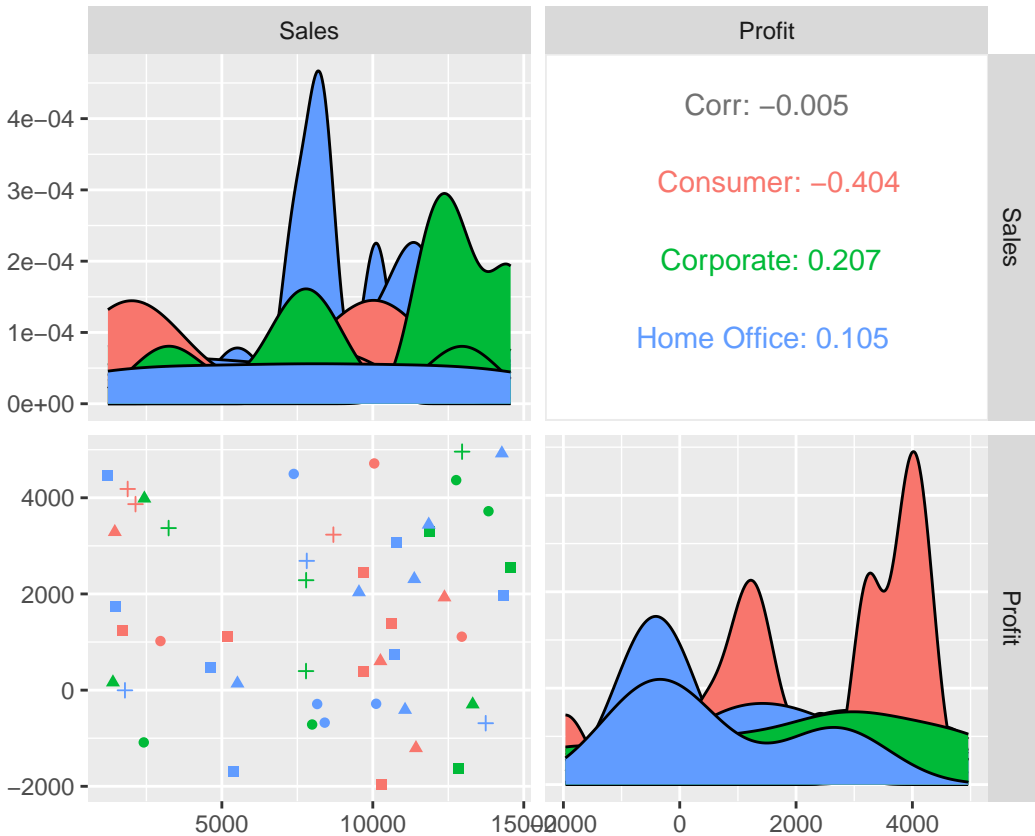 Sales
Profit
4e−04
3e−04
2e−04
1e−04
0e+00
Corr: −0.005
Consumer: −0.404
Corporate: 0.207
Home Office: 0.105
Sales
4000
2000
0
−2000
Profit
5000
10000
15000
−2000
0
2000
4000